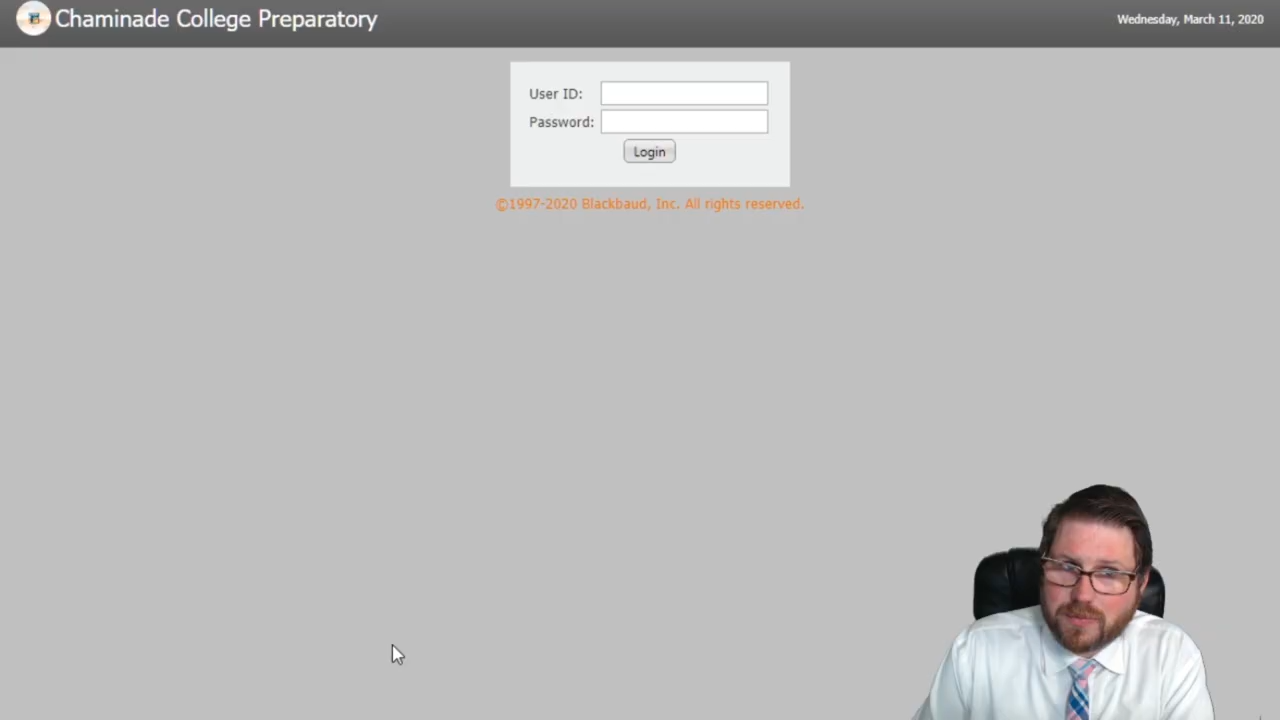 Chaminade College Preparatory
Wednesday, March 11, 2020
User ID:
Password:
Login
©1997-2020 Blackbaud, Inc. All rights reserved.